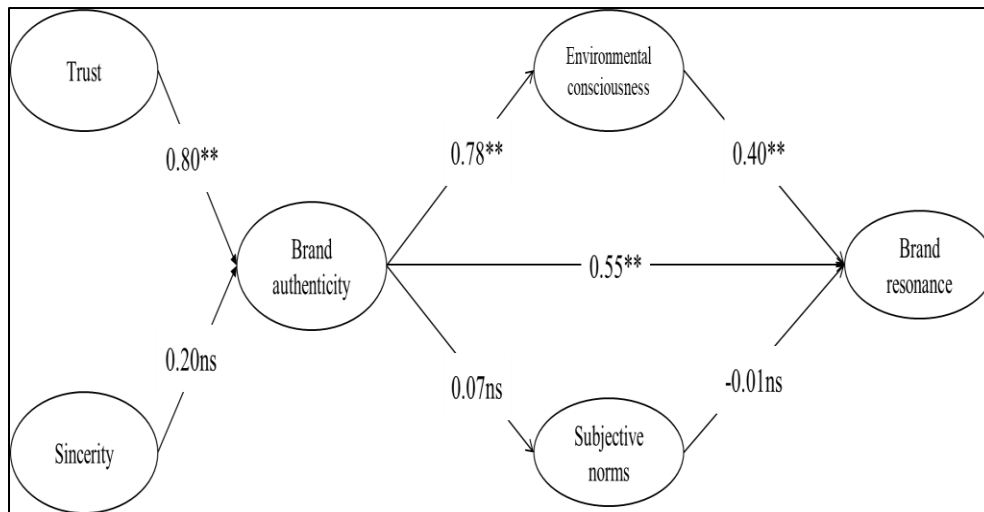 Trust
Environmental
consciousness
0.80**
0.78**
0.40**
Brand
authenticity
0.55**
Brand
resonance
0.20ns
0.07ns
-0.01ns
Sincerity
Subjective
norms